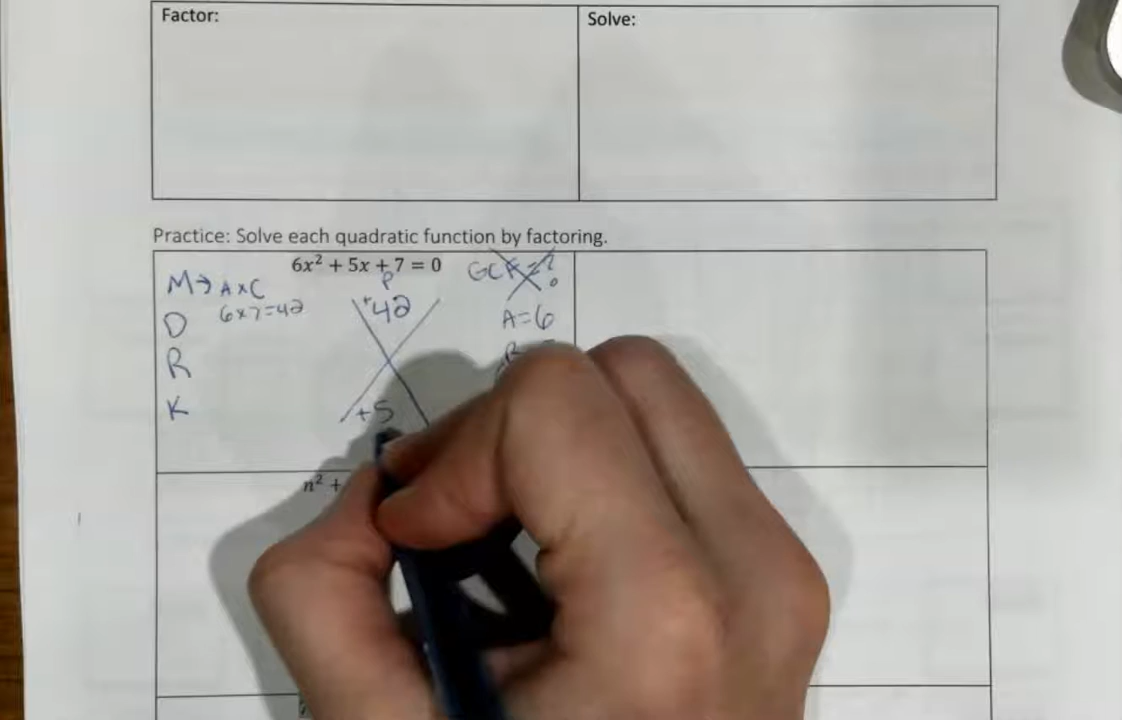 Factor:
Solve:
Practice: Solve each quadratic function by factoring.
6x² + 5x + 7 = 0
GCF=?
M→ A×C
P
6×7=42
+42
A=6
D
R
K
+5
n² +